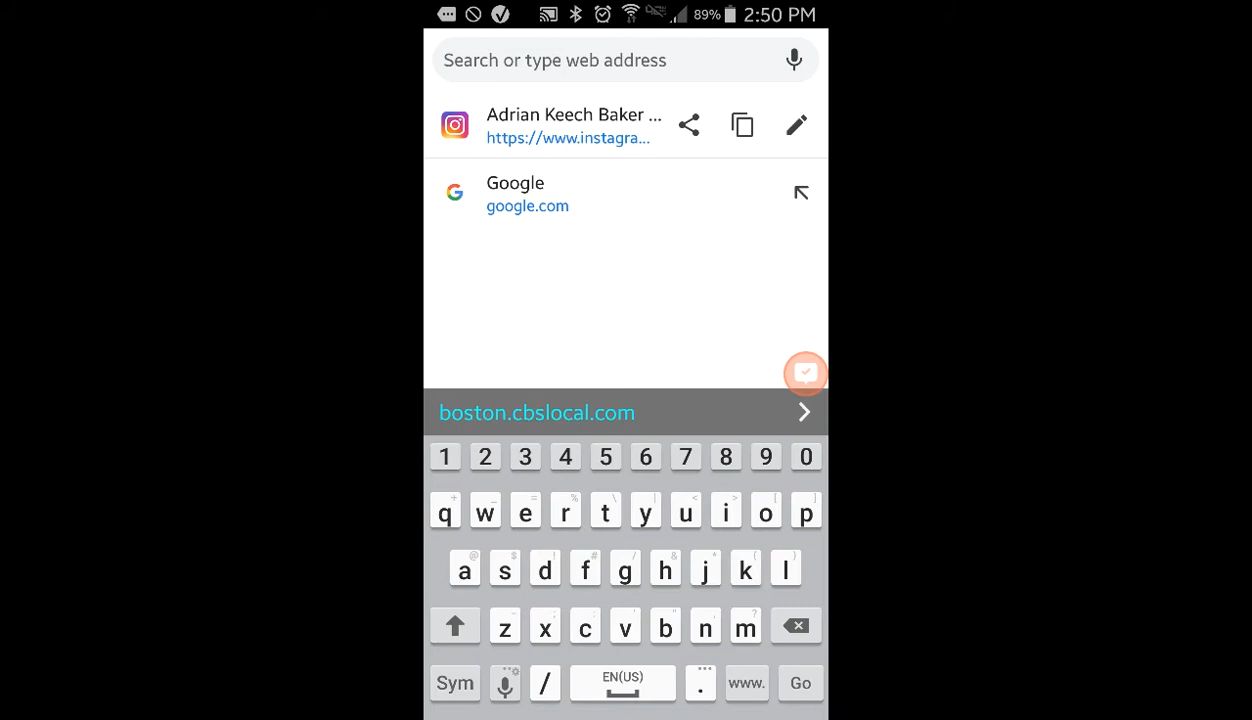 89% 2:50 PM
Search or type web address
Adrian Keech Baker ...
https://www.instagra...
Google
google.com
boston.cbslocal.com
1 2 3 4 5 6 7 8 9 0
+ _ = % \ | < > [ ]
q w e r t y u i o p
@ $ ! # / & * ( )
a s d f g h j k l
- ; : ' " , ?
z x c v b n m
Sym / EN(US) . www. Go